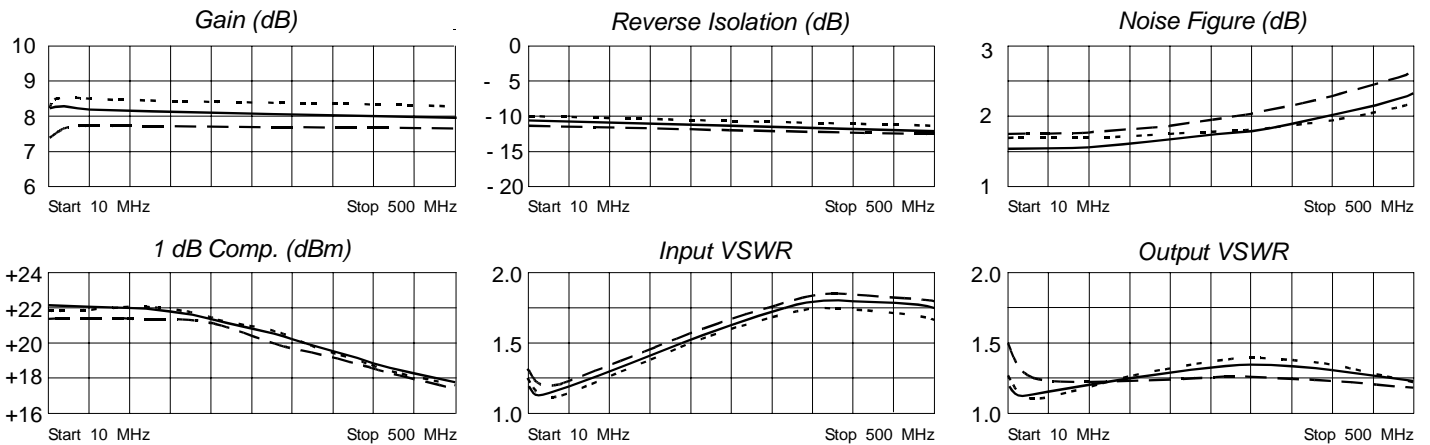 Gain (dB)
10
9
8
7
6
Start 10 MHz
Stop 500 MHz
Reverse Isolation (dB)
0
- 5
- 10
- 15
- 20
Start 10 MHz
Stop 500 MHz
Noise Figure (dB)
3
2
1
Start 10 MHz
Stop 500 MHz
1 dB Comp. (dBm)
+24
+22
+20
+18
+16
Start 10 MHz
Stop 500 MHz
Input VSWR
2.0
1.5
1.0
Start 10 MHz
Stop 500 MHz
Output VSWR
2.0
1.5
1.0
Start 10 MHz
Stop 500 MHz